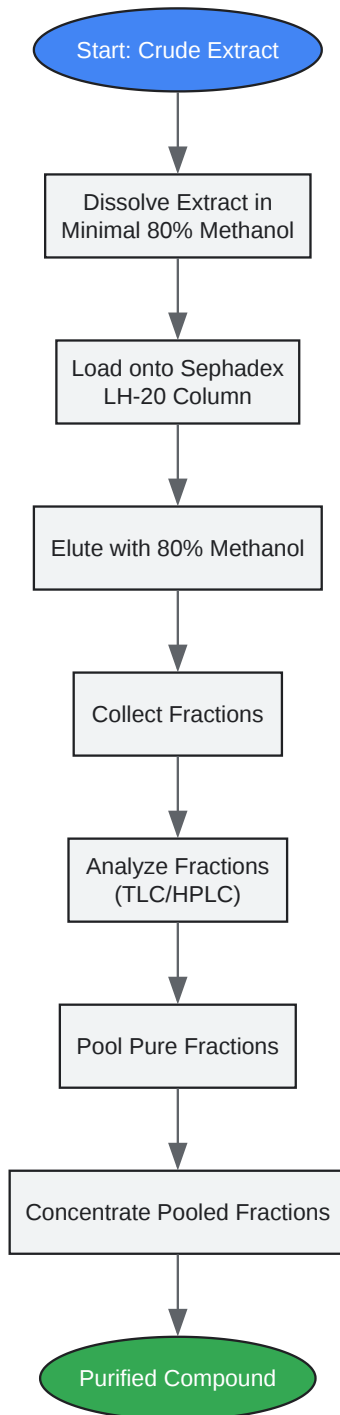 Start: Crude Extract
Dissolve Extract in
Minimal 80% Methanol
Load onto Sephadex
LH-20 Column
Elute with 80% Methanol
Collect Fractions
Analyze Fractions
(TLC/HPLC)
Pool Pure Fractions
Concentrate Pooled Fractions
Purified Compound